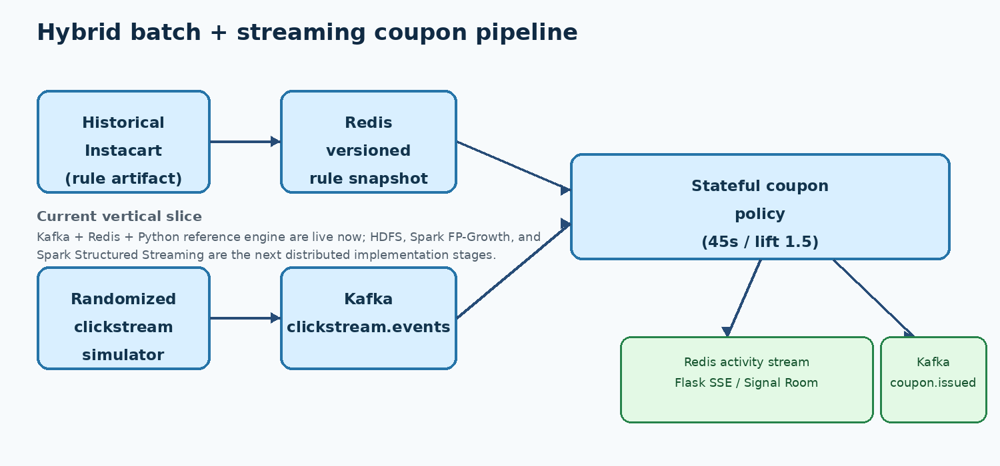 Hybrid batch + streaming coupon pipeline
Historical
Instacart
(rule artifact)
Redis
versioned
rule snapshot
Stateful coupon
policy
(45s / lift 1.5)
Current vertical slice
Kafka + Redis + Python reference engine are live now; HDFS, Spark FP-Growth, and
Spark Structured Streaming are the next distributed implementation stages.
Randomized
clickstream
simulator
Kafka
clickstream.events
Redis activity stream
Flask SSE / Signal Room
Kafka
coupon.issued